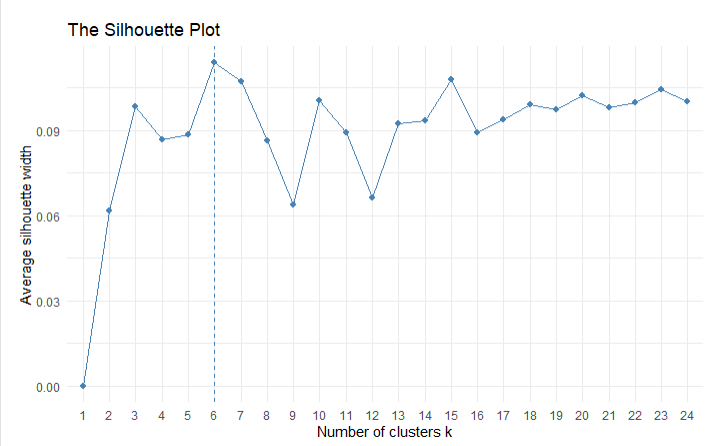 The Silhouette Plot
Average silhouette width
0.09
0.06
0.03
0.00
1 2 3 4 5 6 7 8 9 10 11 12 13 14 15 16 17 18 19 20 21 22 23 24
Number of clusters k